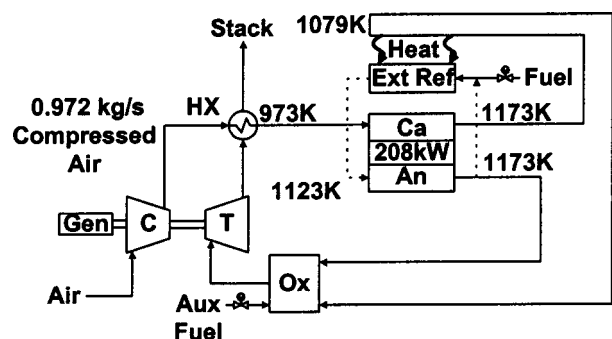 1079K
Stack
Heat
Ext Ref
Fuel
0.972 kg/s
Compressed
Air
HX
973K
Ca
1173K
208kW
1173K
An
1123K
Gen
C
T
Ox
Air
Aux
Fuel